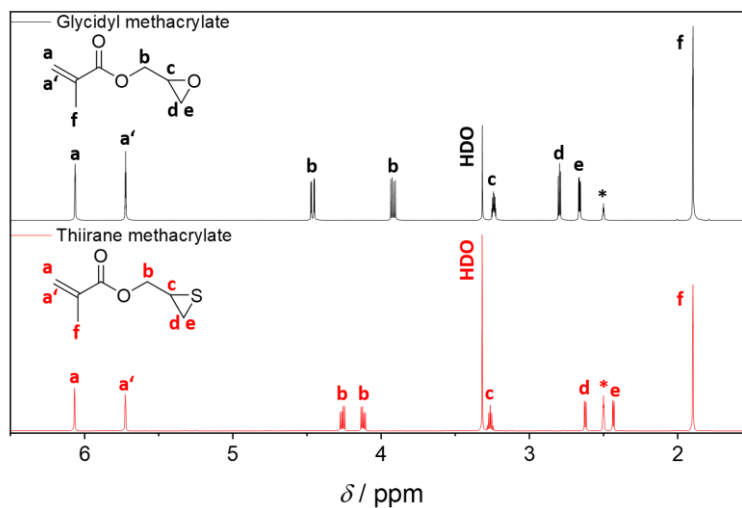 Glycidyl methacrylate
a
a'
O
O
b
c
O
d e
f
a
a‘
b
b
HDO
c
d
e
*
f
Thiirane methacrylate
a
a'
O
O
b
c
S
d e
f
a
a‘
b
b
HDO
c
d
*
e
f
6
5
4
3
2
δ / ppm